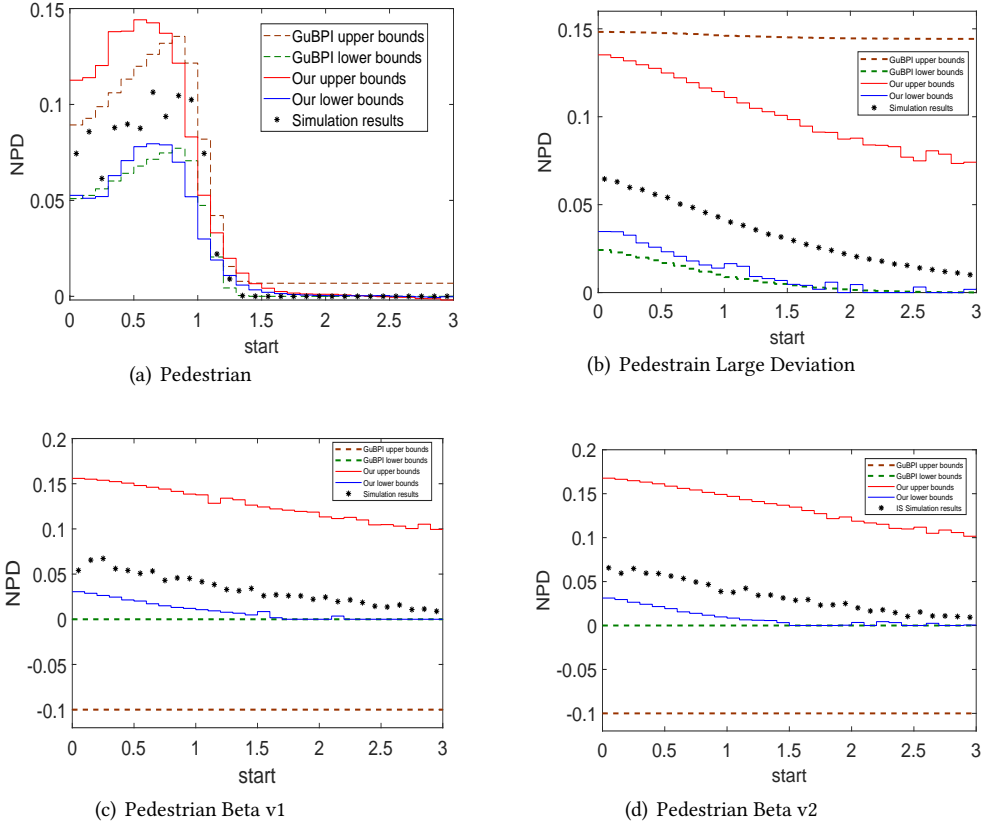 NPD
0.15
0.1
0.05
0
GuBPI upper bounds
GuBPI lower bounds
Our upper bounds
Our lower bounds
Simulation results
0 0.5 1 1.5 2 2.5 3
start
(a) Pedestrian
NPD
0.15
0.1
0.05
0
GuBPI upper bounds
GuBPI lower bounds
Our upper bounds
Our lower bounds
Simulation results
0 0.5 1 1.5 2 2.5 3
start
(b) Pedestrain Large Deviation
NPD
0.2
0.15
0.1
0.05
0
-0.05
-0.1
GuBPI upper bounds
GuBPI lower bounds
Our upper bounds
Our lower bounds
Simulation results
0 0.5 1 1.5 2 2.5 3
start
(c) Pedestrian Beta v1
NPD
0.2
0.15
0.1
0.05
0
-0.05
-0.1
GuBPI upper bounds
GuBPI lower bounds
Our upper bounds
Our lower bounds
IS Simulation results
0 0.5 1 1.5 2 2.5 3
start
(d) Pedestrian Beta v2